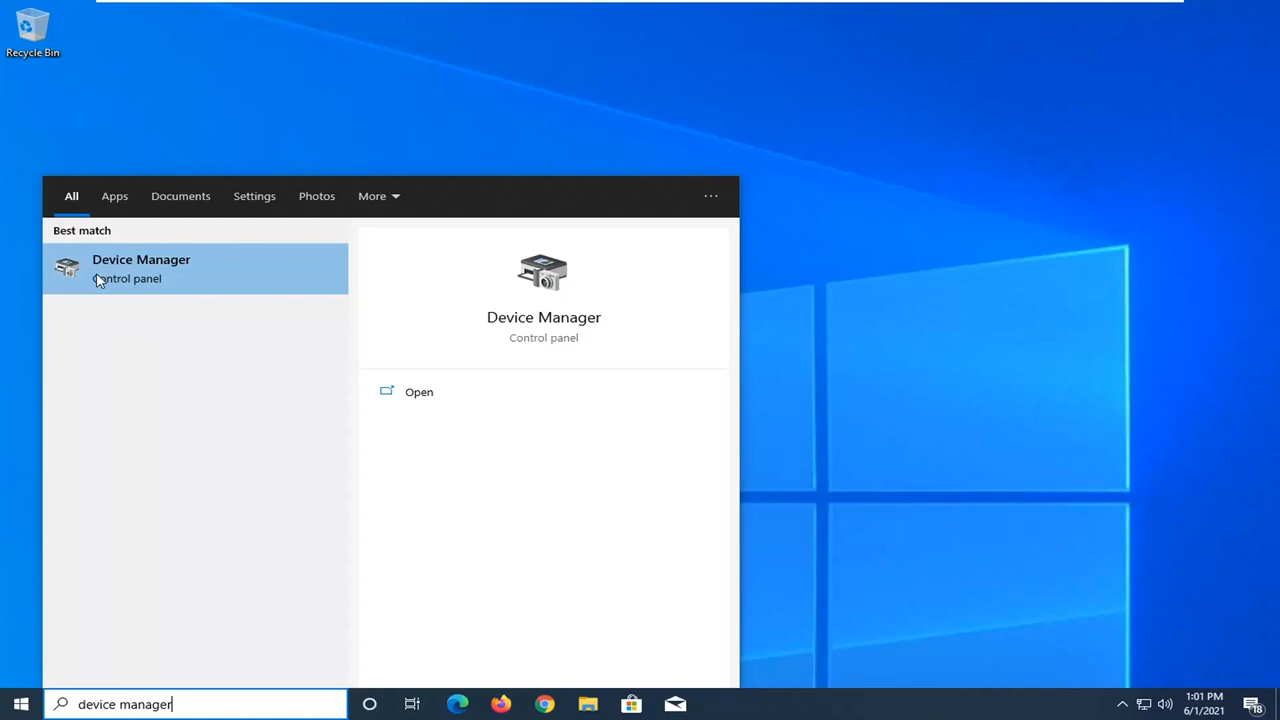 Recycle Bin
All Apps Documents Settings Photos More ...
Best match
Device Manager
Control panel
Device Manager
Control panel
Open
device manager
1:01 PM
6/1/2021
18